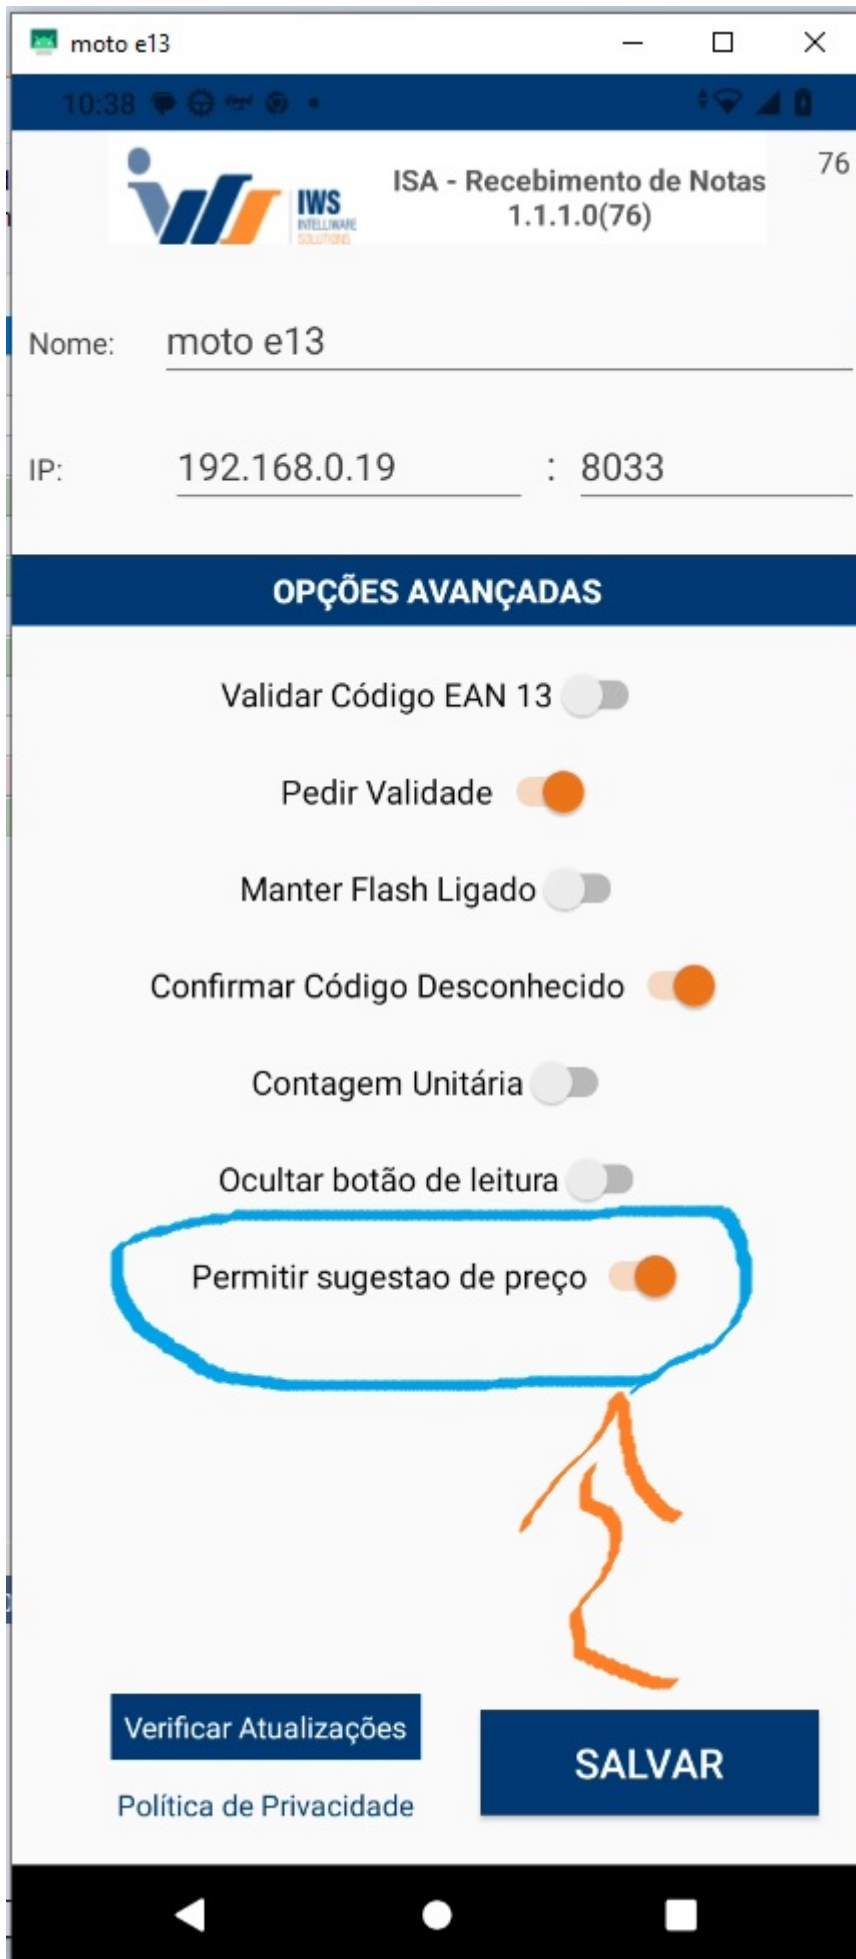 moto e13
10:38
IWS
INTELLIWARE
SOLUTIONS
ISA - Recebimento de Notas
1.1.1.0(76)
76
Nome: moto e13
IP: 192.168.0.19 : 8033
OPÇÕES AVANÇADAS
Validar Código EAN 13
Pedir Validade
Manter Flash Ligado
Confirmar Código Desconhecido
Contagem Unitária
Ocultar botão de leitura
Permitir sugestao de preço
Verificar Atualizações
SALVAR
Política de Privacidade